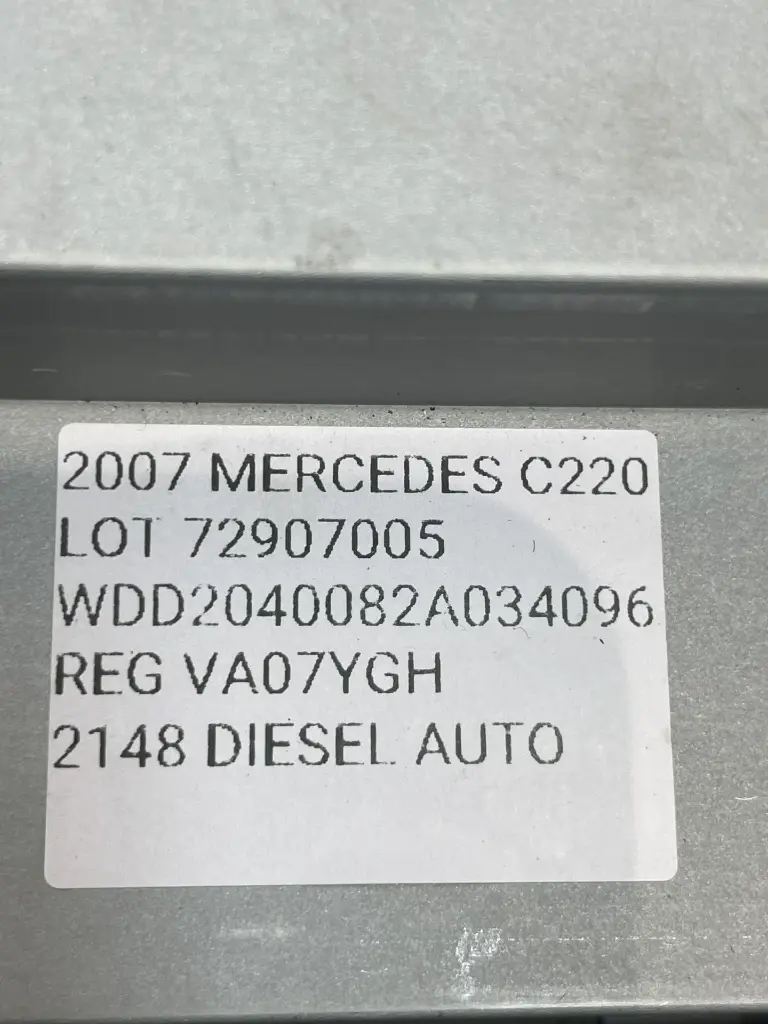 2007 MERCEDES C220
LOT 72907005
WDD2040082A034096
REG VA07YGH
2148 DIESEL AUTO